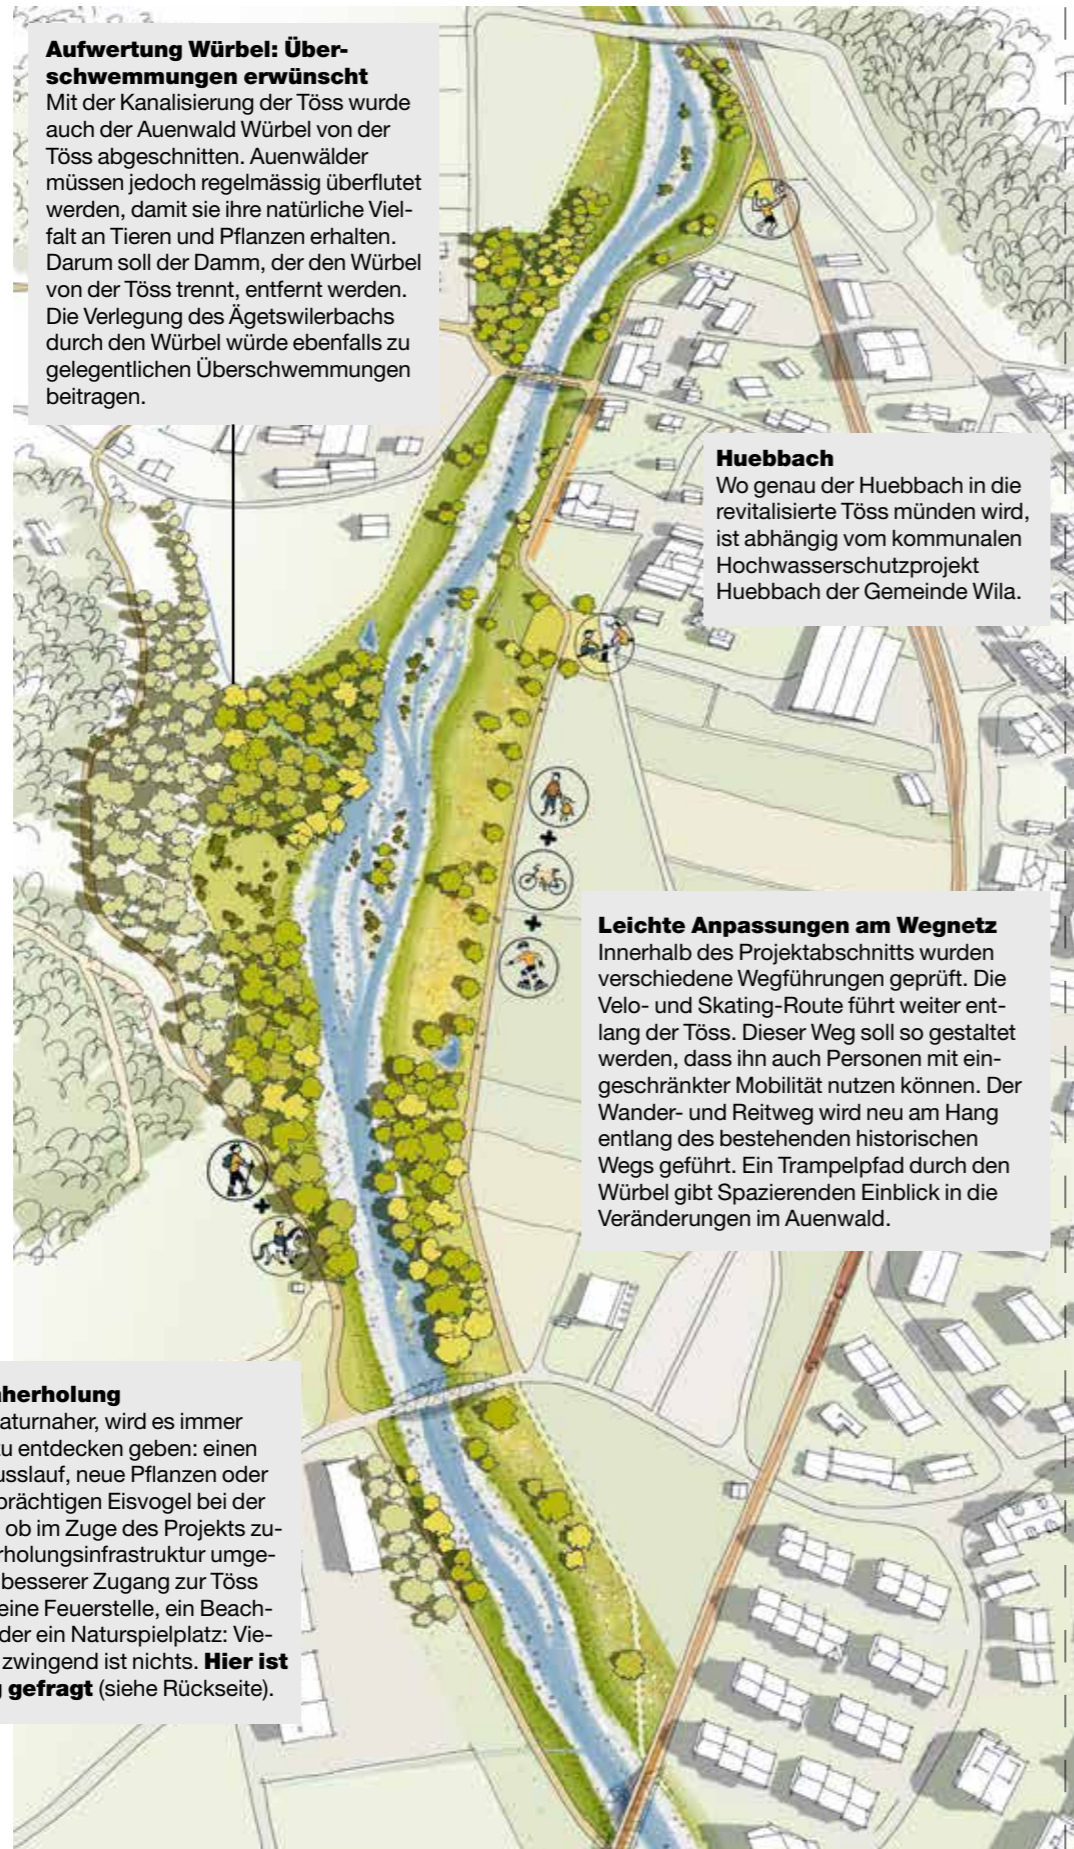 Aufwertung Würbel: Über-
schwemmungen erwünscht
Mit der Kanalisierung der Töss wurde
auch der Auenwald Würbel von der
Töss abgeschnitten. Auenwälder
müssen jedoch regelmässig überflutet
werden, damit sie ihre natürliche Viel-
falt an Tieren und Pflanzen erhalten.
Darum soll der Damm, der den Würbel
von der Töss trennt, entfernt werden.
Die Verlegung des Ägetswilerbachs
durch den Würbel würde ebenfalls zu
gelegentlichen Überschwemmungen
beitragen.
Huebbach
Wo genau der Huebbach in die
revitalisierte Töss münden wird,
ist abhängig vom kommunalen
Hochwasserschutzprojekt
Huebbach der Gemeinde Wila.
Leichte Anpassungen am Wegnetz
Innerhalb des Projektabschnitts wurden
verschiedene Wegführungen geprüft. Die
Velo- und Skating-Route führt weiter ent-
lang der Töss. Dieser Weg soll so gestaltet
werden, dass ihn auch Personen mit ein-
geschränkter Mobilität nutzen können. Der
Wander- und Reitweg wird neu am Hang
entlang des bestehenden historischen
Wegs geführt. Ein Trampelpfad durch den
Würbel gibt Spazierenden Einblick in die
Veränderungen im Auenwald.
herholung
aturnaher, wird es immer
zu entdecken geben: einen
usslauf, neue Pflanzen oder
prächtigen Eisvogel bei der
ob im Zuge des Projekts zu-
rholungsinfrastruktur umge-
besserer Zugang zur Töss
eine Feuerstelle, ein Beach-
der ein Naturspielplatz: Vie-
zwingend ist nichts. Hier ist
gefragt (siehe Rückseite).